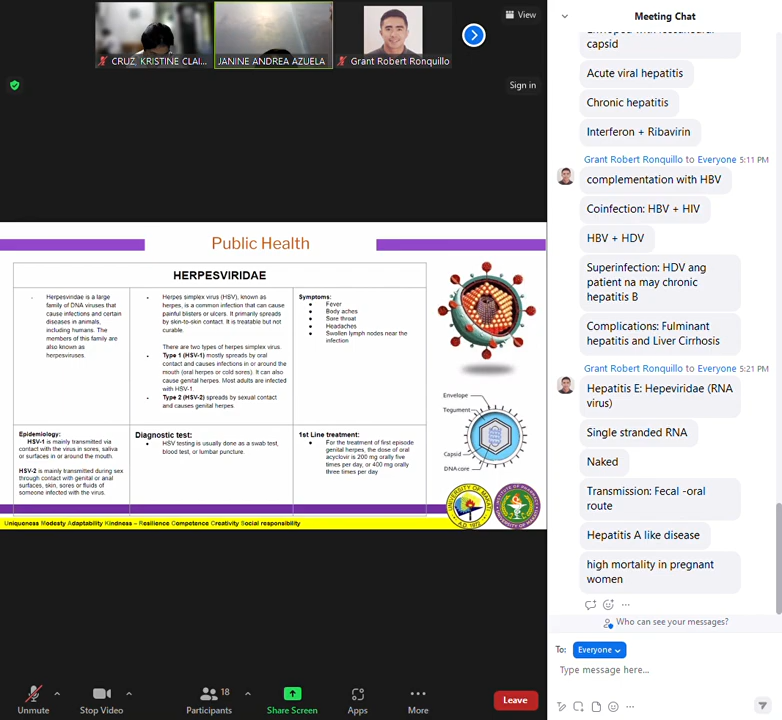 CRUZ, KRISTINE CLAI...
JANINE ANDREA AZUELA
Grant Robert Ronquillo
View
Sign in
Public Health
HERPESVIRIDAE
Herpesviridae is a large
family of DNA viruses that
cause infections and certain
diseases in animals,
including humans. The
members of this family are
also known as
herpesviruses.
Herpes simplex virus (HSV), known as
herpes, is a common infection that can cause
painful blisters or ulcers. It primarily spreads
by skin-to-skin contact. It is treatable but not
curable.
There are two types of herpes simplex virus.
Type 1 (HSV-1) mostly spreads by oral
contact and causes infections in or around the
mouth (oral herpes or cold sores). It can also
cause genital herpes. Most adults are infected
with HSV-1
Type 2 (HSV-2) spreads by sexual contact
and causes genital herpes.
Symptoms:
Fever
Body aches
Sore throat
Headaches
Swollen lymph nodes near the
infection
Epidemiology:
HSV-1 is mainly transmitted via
contact with the virus in sores, saliva
or surfaces in or around the mouth.
HSV-2 is mainly transmitted during sex
through contact with genital or anal
surfaces, skin, sores or fluids of
someone infected with the virus.
Diagnostic test:
HSV testing is usually done as a swab test,
blood test, or lumbar puncture.
1st Line treatment:
For the treatment of first episode
genital herpes, the dose of oral
acyclovir is 200 mg orally five
times per day, or 400 mg orally
three times per day
Envelope
Tegument
Capsid
DNA core
UNIVERSITY OF MAKATI
A.D. 1972
Uniqueness Modesty Adaptability Kindness – Resilience Competence Creativity Social responsibility
Unmute
Stop Video
18
Participants
Share Screen
Apps
More
Leave
Meeting Chat
capsid
Acute viral hepatitis
Chronic hepatitis
Interferon + Ribavirin
Grant Robert Ronquillo to Everyone 5:11 PM
complementation with HBV
Coinfection: HBV + HIV
HBV + HDV
Superinfection: HDV ang
patient na may chronic
hepatitis B
Complications: Fulminant
hepatitis and Liver Cirrhosis
Grant Robert Ronquillo to Everyone 5:21 PM
Hepatitis E: Hepeviridae (RNA
virus)
Single stranded RNA
Naked
Transmission: Fecal -oral
route
Hepatitis A like disease
high mortality in pregnant
women
Who can see your messages?
To: Everyone
Type message here...